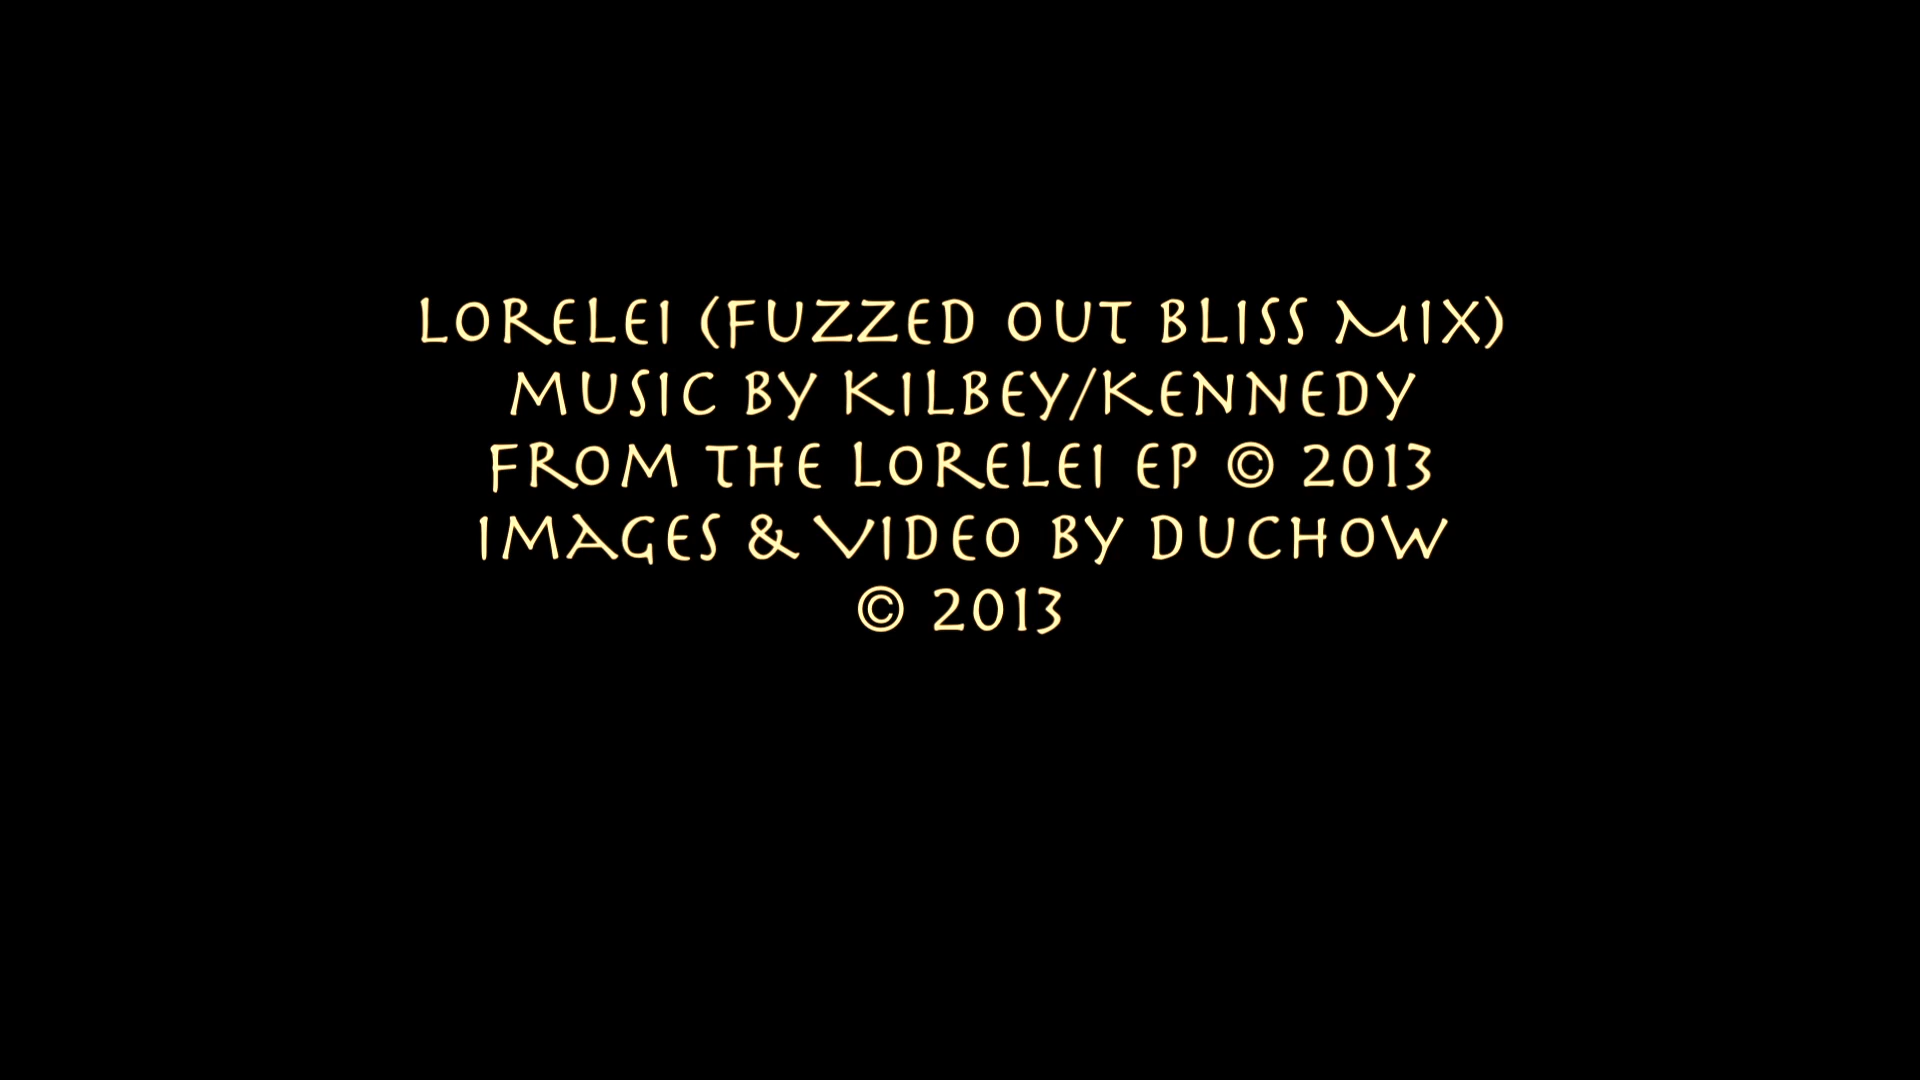 Lorelei (Fuzzed Out Bliss Mix)
Music by Kilbey/Kennedy
From the Lorelei EP © 2013
Images & Video by Duchow
© 2013